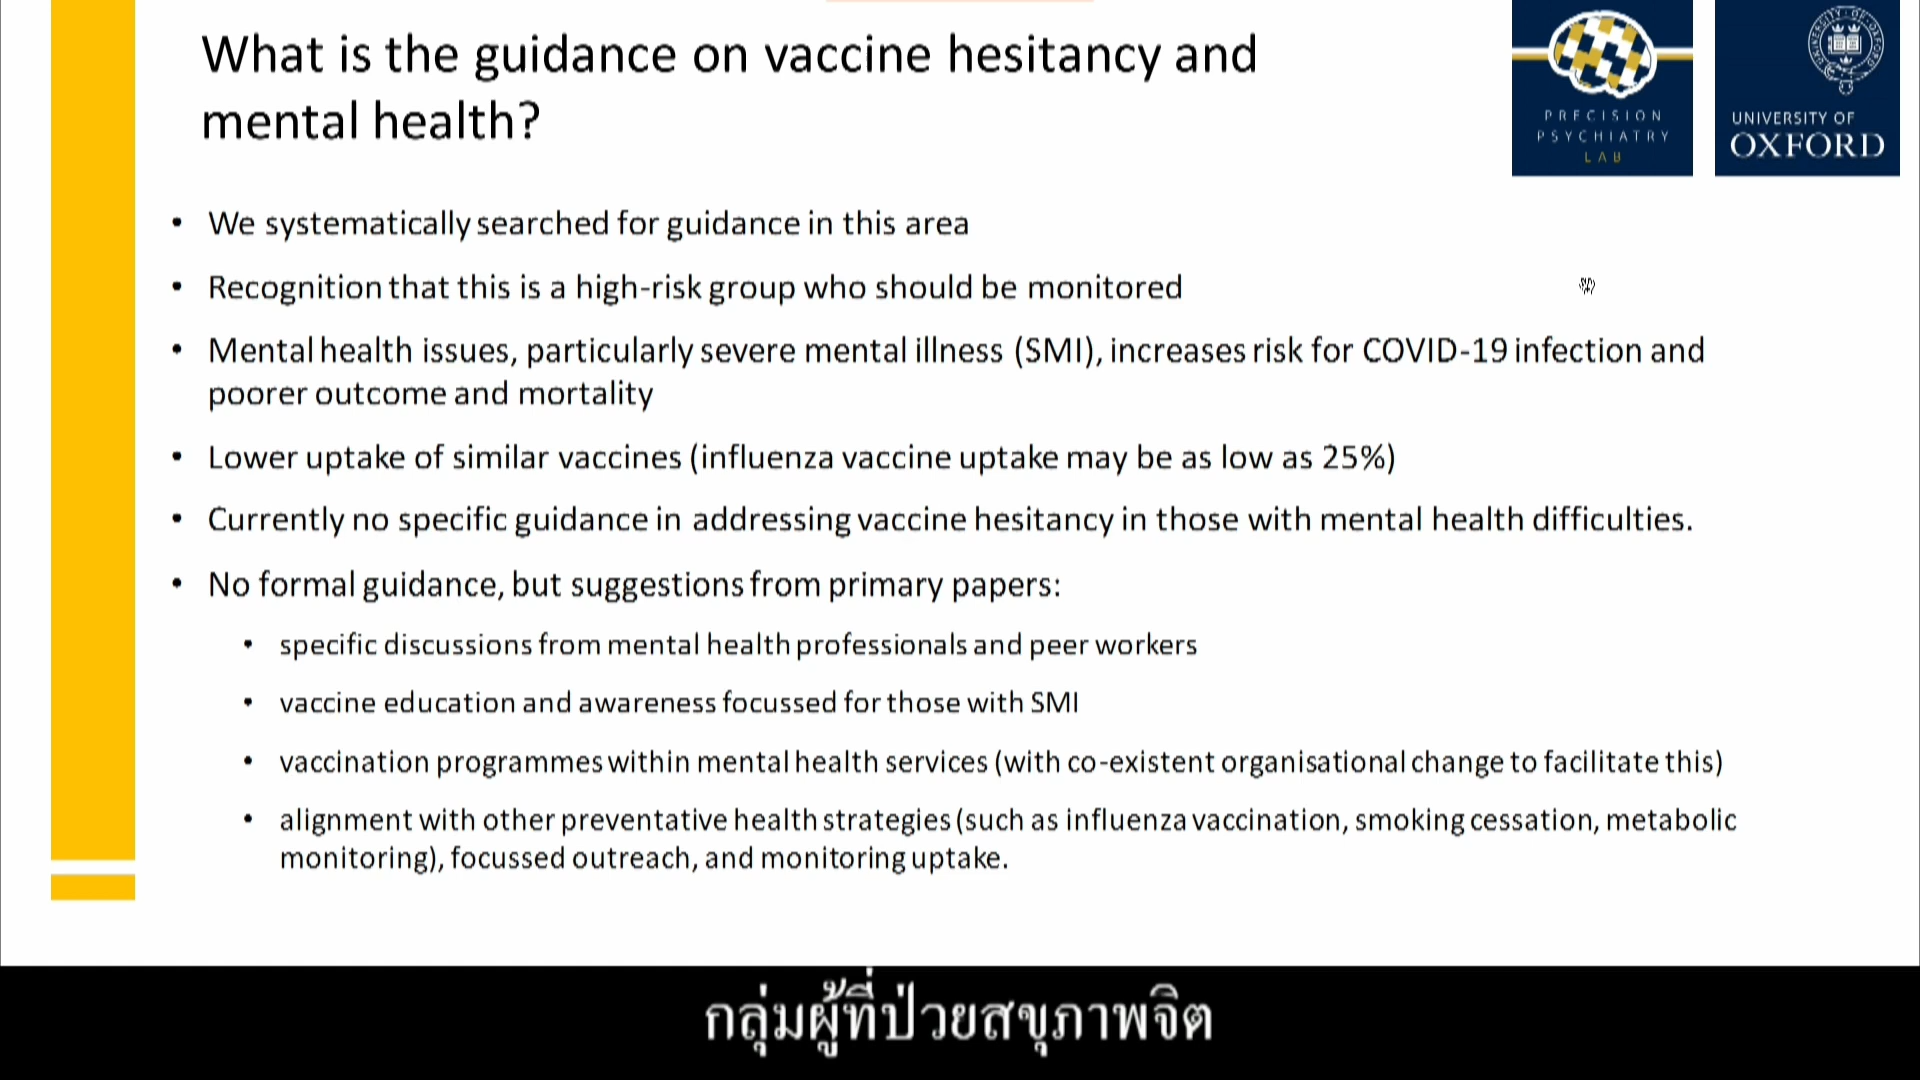 What is the guidance on vaccine hesitancy and
mental health?
PRECISION
PSYCHIATRY
LAB
UNIVERSITY OF
OXFORD
• We systematically searched for guidance in this area
• Recognition that this is a high-risk group who should be monitored
• Mental health issues, particularly severe mental illness (SMI), increases risk for COVID-19 infection and
poorer outcome and mortality
• Lower uptake of similar vaccines (influenza vaccine uptake may be as low as 25%)
• Currently no specific guidance in addressing vaccine hesitancy in those with mental health difficulties.
• No formal guidance, but suggestions from primary papers:
• specific discussions from mental health professionals and peer workers
• vaccine education and awareness focussed for those with SMI
• vaccination programmes within mental health services (with co-existent organisational change to facilitate this)
• alignment with other preventative health strategies (such as influenza vaccination, smoking cessation, metabolic
monitoring), focussed outreach, and monitoring uptake.
กลุ่มผู้ที่ป่วยสุขภาพจิต